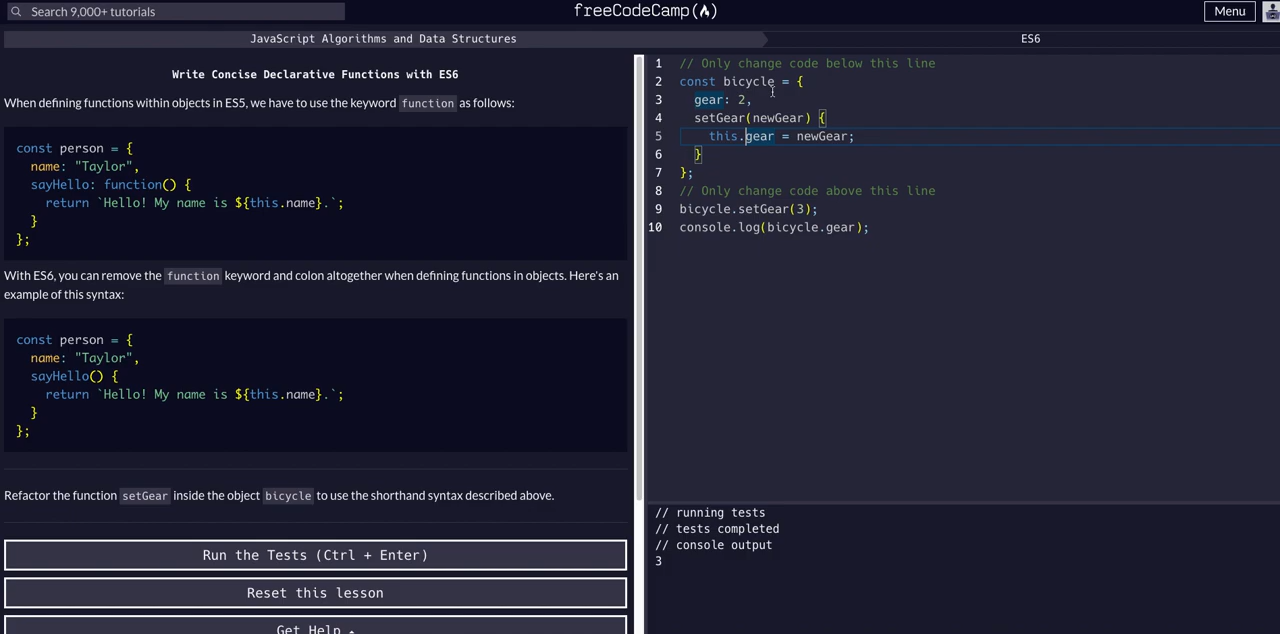 Search 9,000+ tutorials
freeCodeCamp
Menu
JavaScript Algorithms and Data Structures
ES6
Write Concise Declarative Functions with ES6
When defining functions within objects in ES5, we have to use the keyword function as follows:
const person = {
  name: "Taylor",
  sayHello: function() {
    return `Hello! My name is ${this.name}.`;
  }
};
With ES6, you can remove the function keyword and colon altogether when defining functions in objects. Here's an
example of this syntax:
const person = {
  name: "Taylor",
  sayHello() {
    return `Hello! My name is ${this.name}.`;
  }
};
Refactor the function setGear inside the object bicycle to use the shorthand syntax described above.
Run the Tests (Ctrl + Enter)
Reset this lesson
Get Help
1 // Only change code below this line
2 const bicycle = {
3   gear: 2,
4   setGear(newGear) {
5     this.gear = newGear;
6   }
7 };
8 // Only change code above this line
9 bicycle.setGear(3);
10 console.log(bicycle.gear);
// running tests
// tests completed
// console output
3